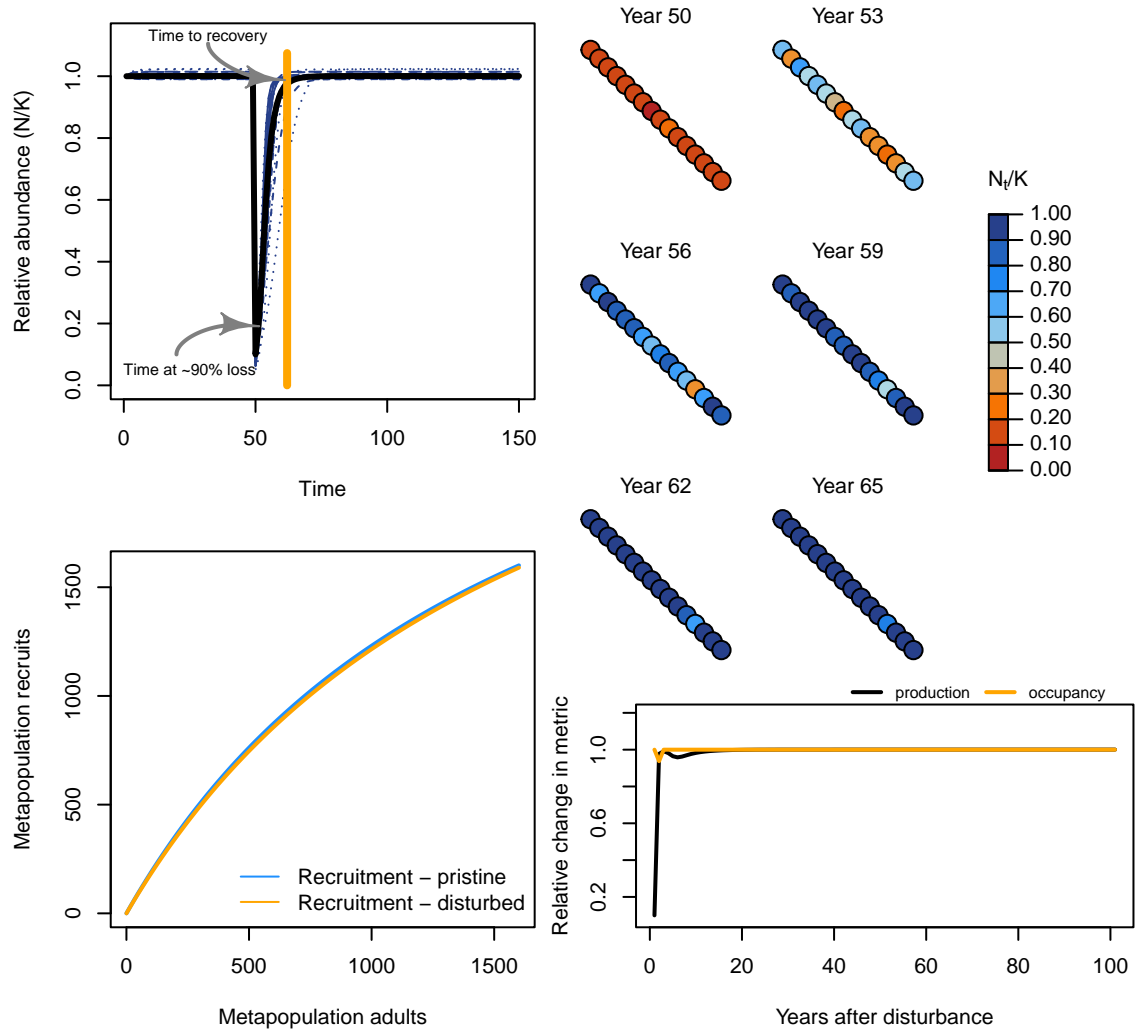 Time to recovery
Time at ~90% loss
Relative abundance (N/K)
0.0
0.2
0.4
0.6
0.8
1.0
0
50
100
150
Time
Year 50
Year 53
Year 56
Year 59
Year 62
Year 65
Nt/K
1.00
0.90
0.80
0.70
0.60
0.50
0.40
0.30
0.20
0.10
0.00
Metapopulation recruits
0
500
1000
1500
Recruitment − pristine
Recruitment − disturbed
0
500
1000
1500
Metapopulation adults
production
occupancy
Relative change in metric
0.2
0.6
1.0
0
20
40
60
80
100
Years after disturbance